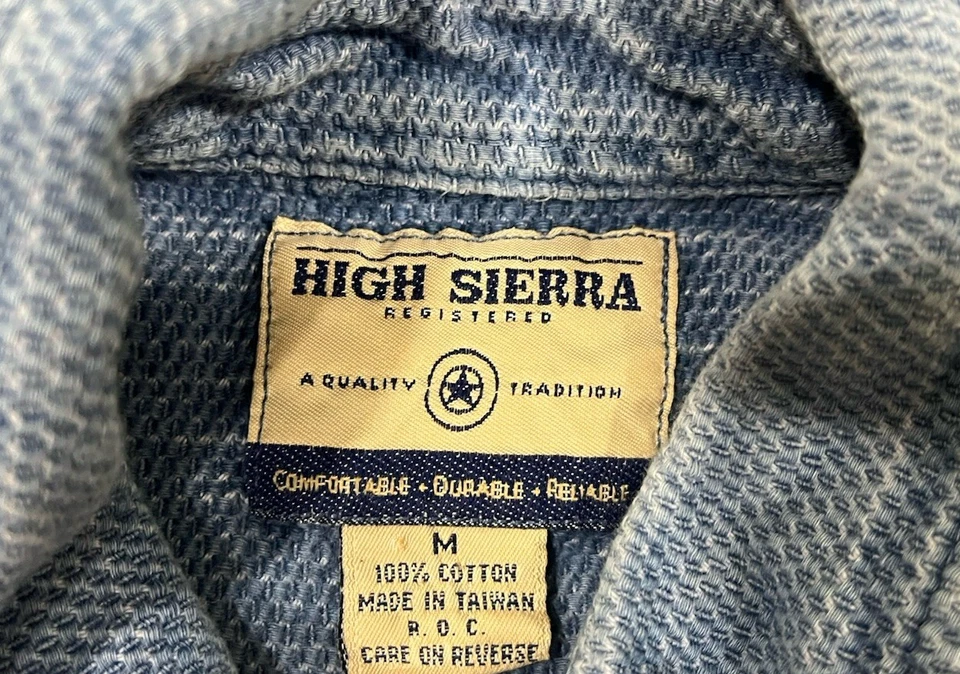 HIGH SIERRA
REGISTERED
A QUALITY TRADITION
COMFORTABLE • DURABLE • RELIABLE
M
100% COTTON
MADE IN TAIWAN
R. O. C.
CARE ON REVERSE